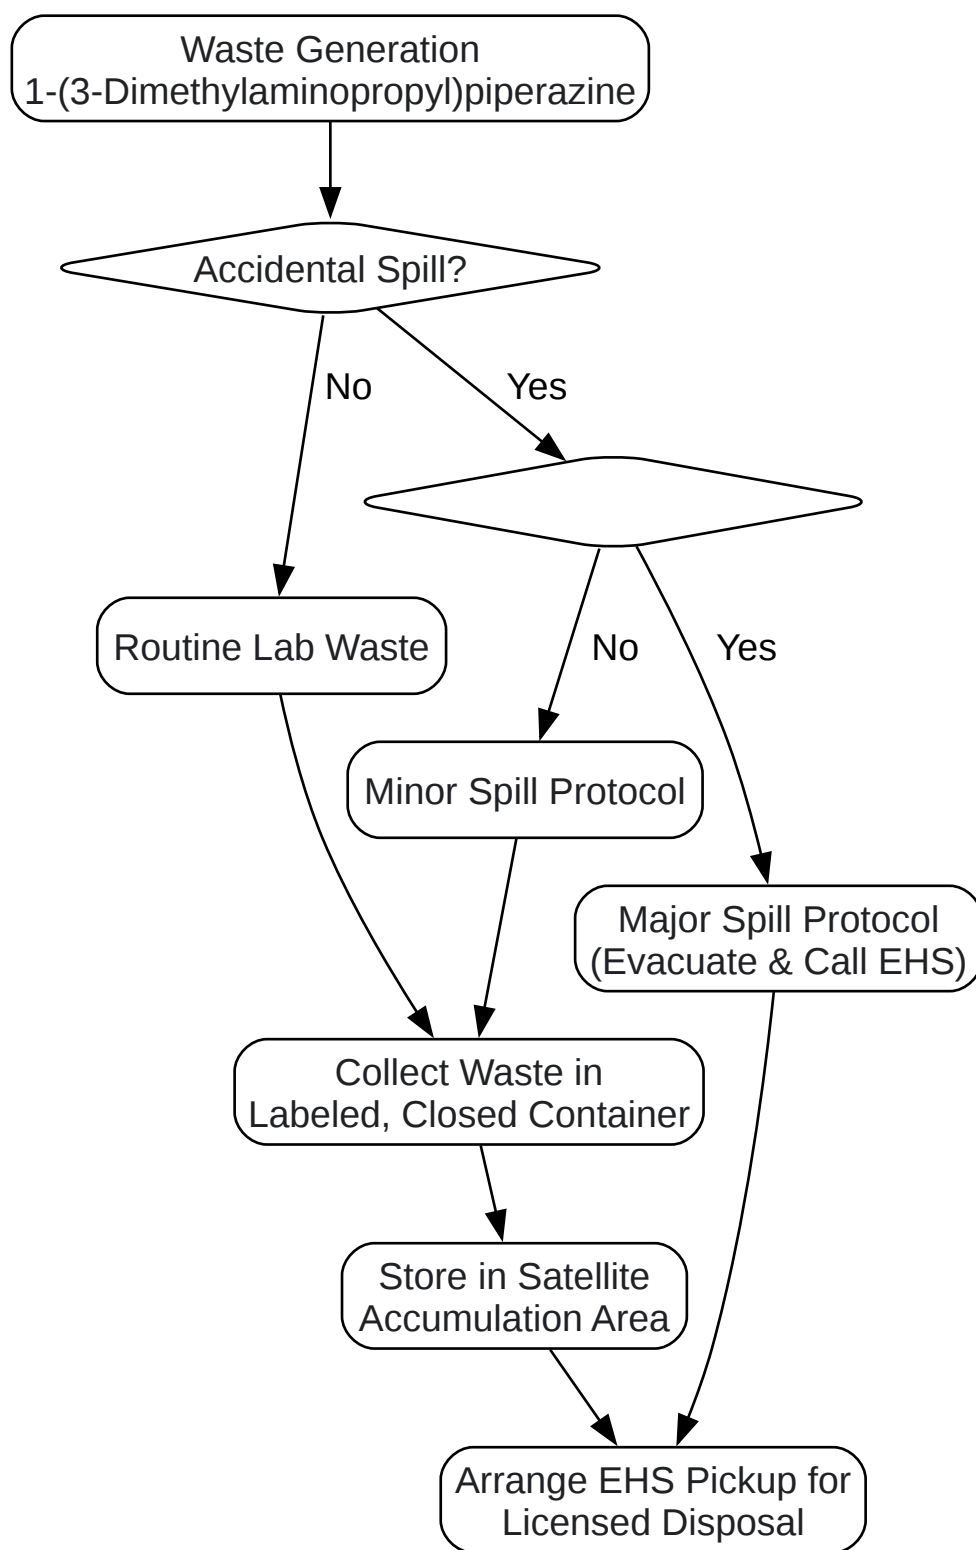 Waste Generation
1-(3-Dimethylaminopropyl)piperazine
Accidental Spill?
No
Yes
Routine Lab Waste
No
Yes
Minor Spill Protocol
Major Spill Protocol
(Evacuate & Call EHS)
Collect Waste in
Labeled, Closed Container
Store in Satellite
Accumulation Area
Arrange EHS Pickup for
Licensed Disposal